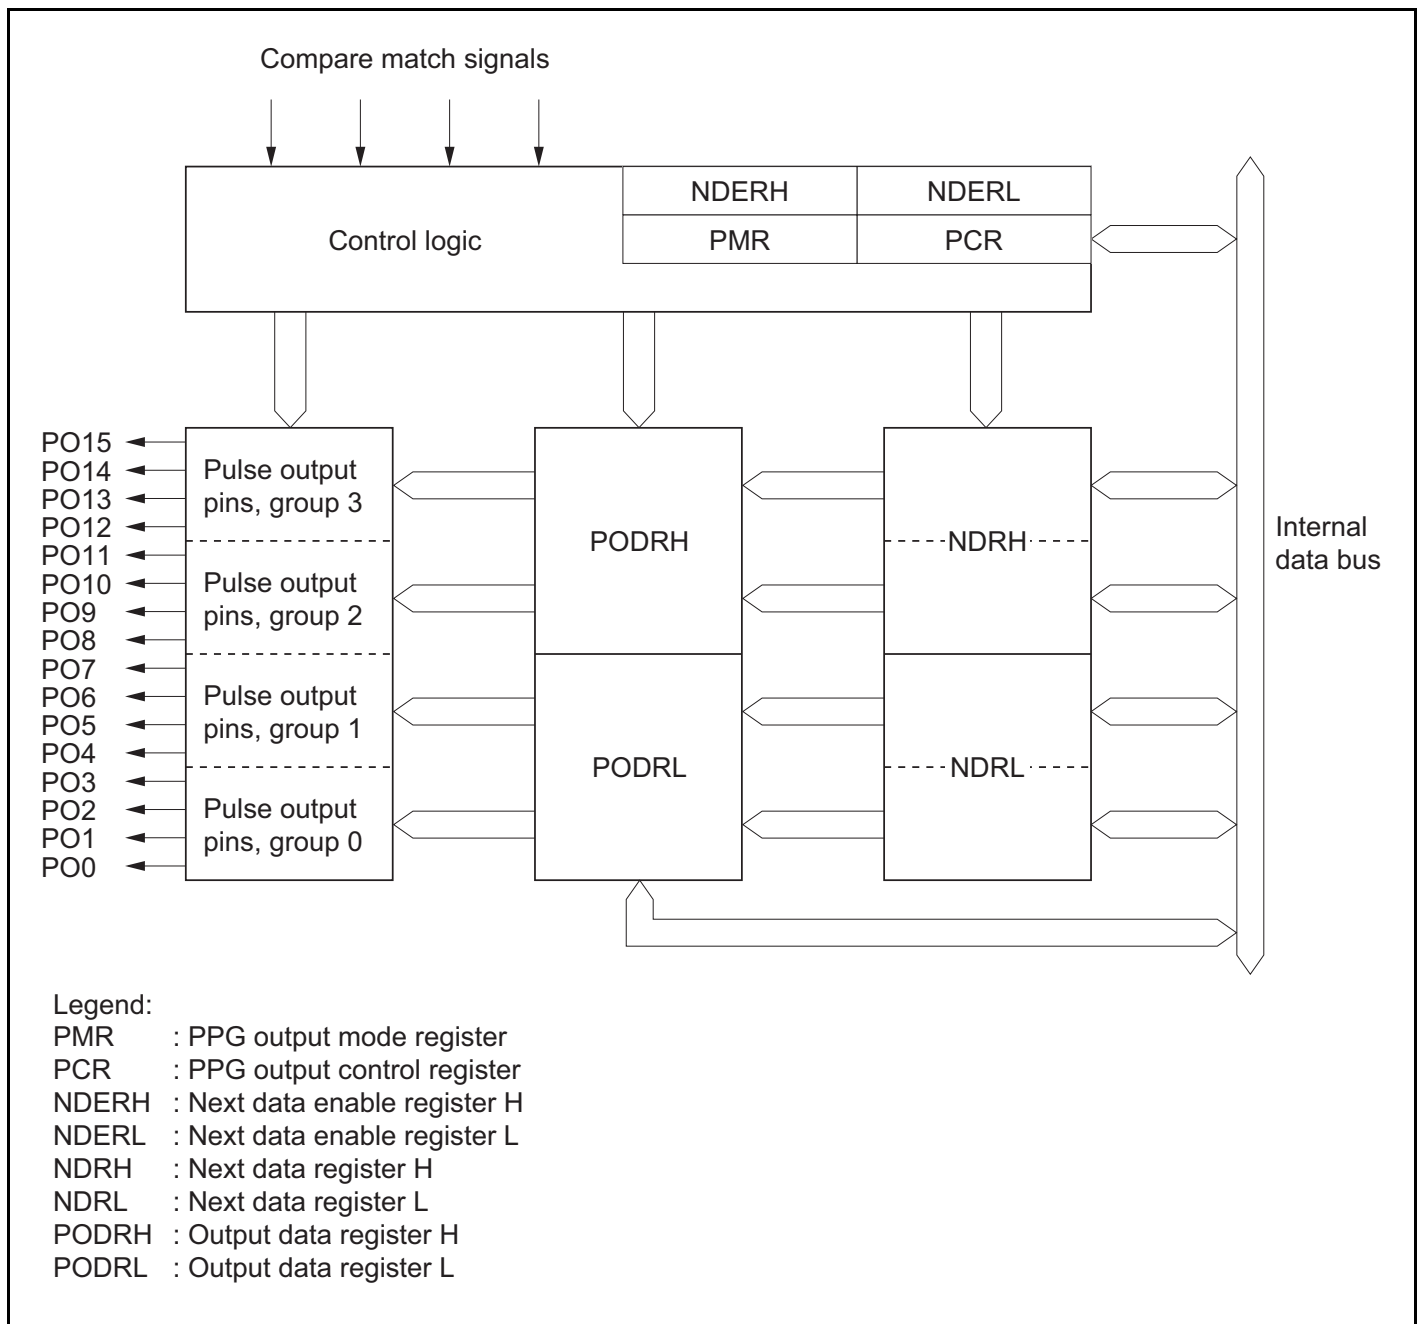 Compare match signals
NDERH
NDERL
Control logic
PMR
PCR
PO15
PO14
PO13
PO12
PO11
PO10
PO9
PO8
PO7
PO6
PO5
PO4
PO3
PO2
PO1
PO0
Pulse output
pins, group 3
Pulse output
pins, group 2
Pulse output
pins, group 1
Pulse output
pins, group 0
PODRH
PODRL
NDRH
NDRL
Internal
data bus
Legend:
PMR : PPG output mode register
PCR : PPG output control register
NDERH : Next data enable register H
NDERL : Next data enable register L
NDRH : Next data register H
NDRL : Next data register L
PODRH : Output data register H
PODRL : Output data register L